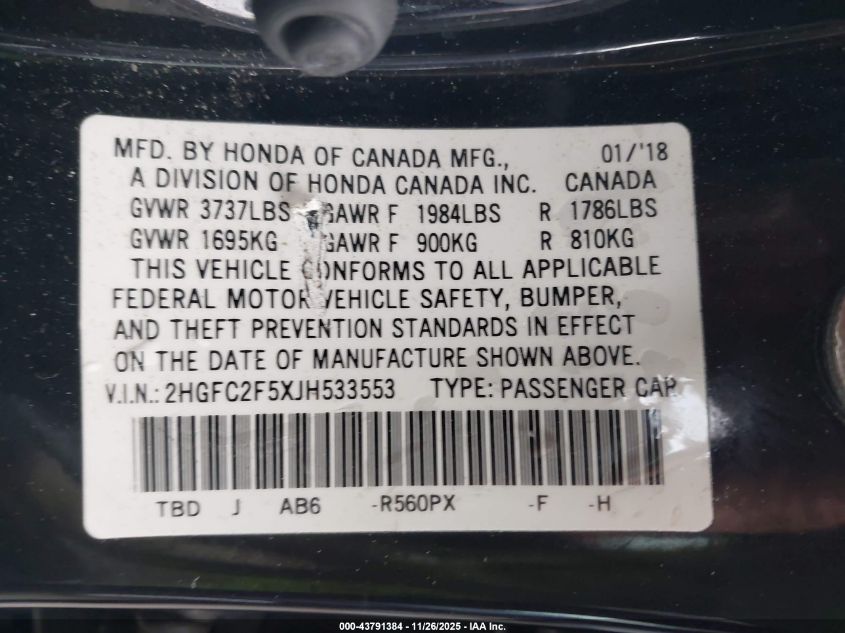 MFD. BY HONDA OF CANADA MFG., 01/'18
A DIVISION OF HONDA CANADA INC. CANADA
GVWR 3737LBS GAWR F 1984LBS R 1786LBS
GVWR 1695KG GAWR F 900KG R 810KG
THIS VEHICLE CONFORMS TO ALL APPLICABLE
FEDERAL MOTOR VEHICLE SAFETY, BUMPER,
AND THEFT PREVENTION STANDARDS IN EFFECT
ON THE DATE OF MANUFACTURE SHOWN ABOVE.
V.I.N.: 2HGFC2F5XJH533553 TYPE: PASSENGER CAR
TBD J AB6 -R560PX -F -H
000-43791384 - 11/26/2025 - IAA Inc.